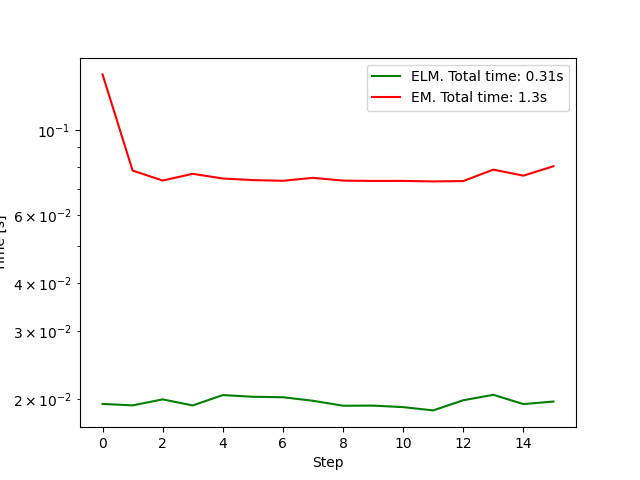 ELM. Total time: 0.31s
EM. Total time: 1.3s
10⁻¹
6 × 10⁻²
4 × 10⁻²
3 × 10⁻²
2 × 10⁻²
0 2 4 6 8 10 12 14
Step